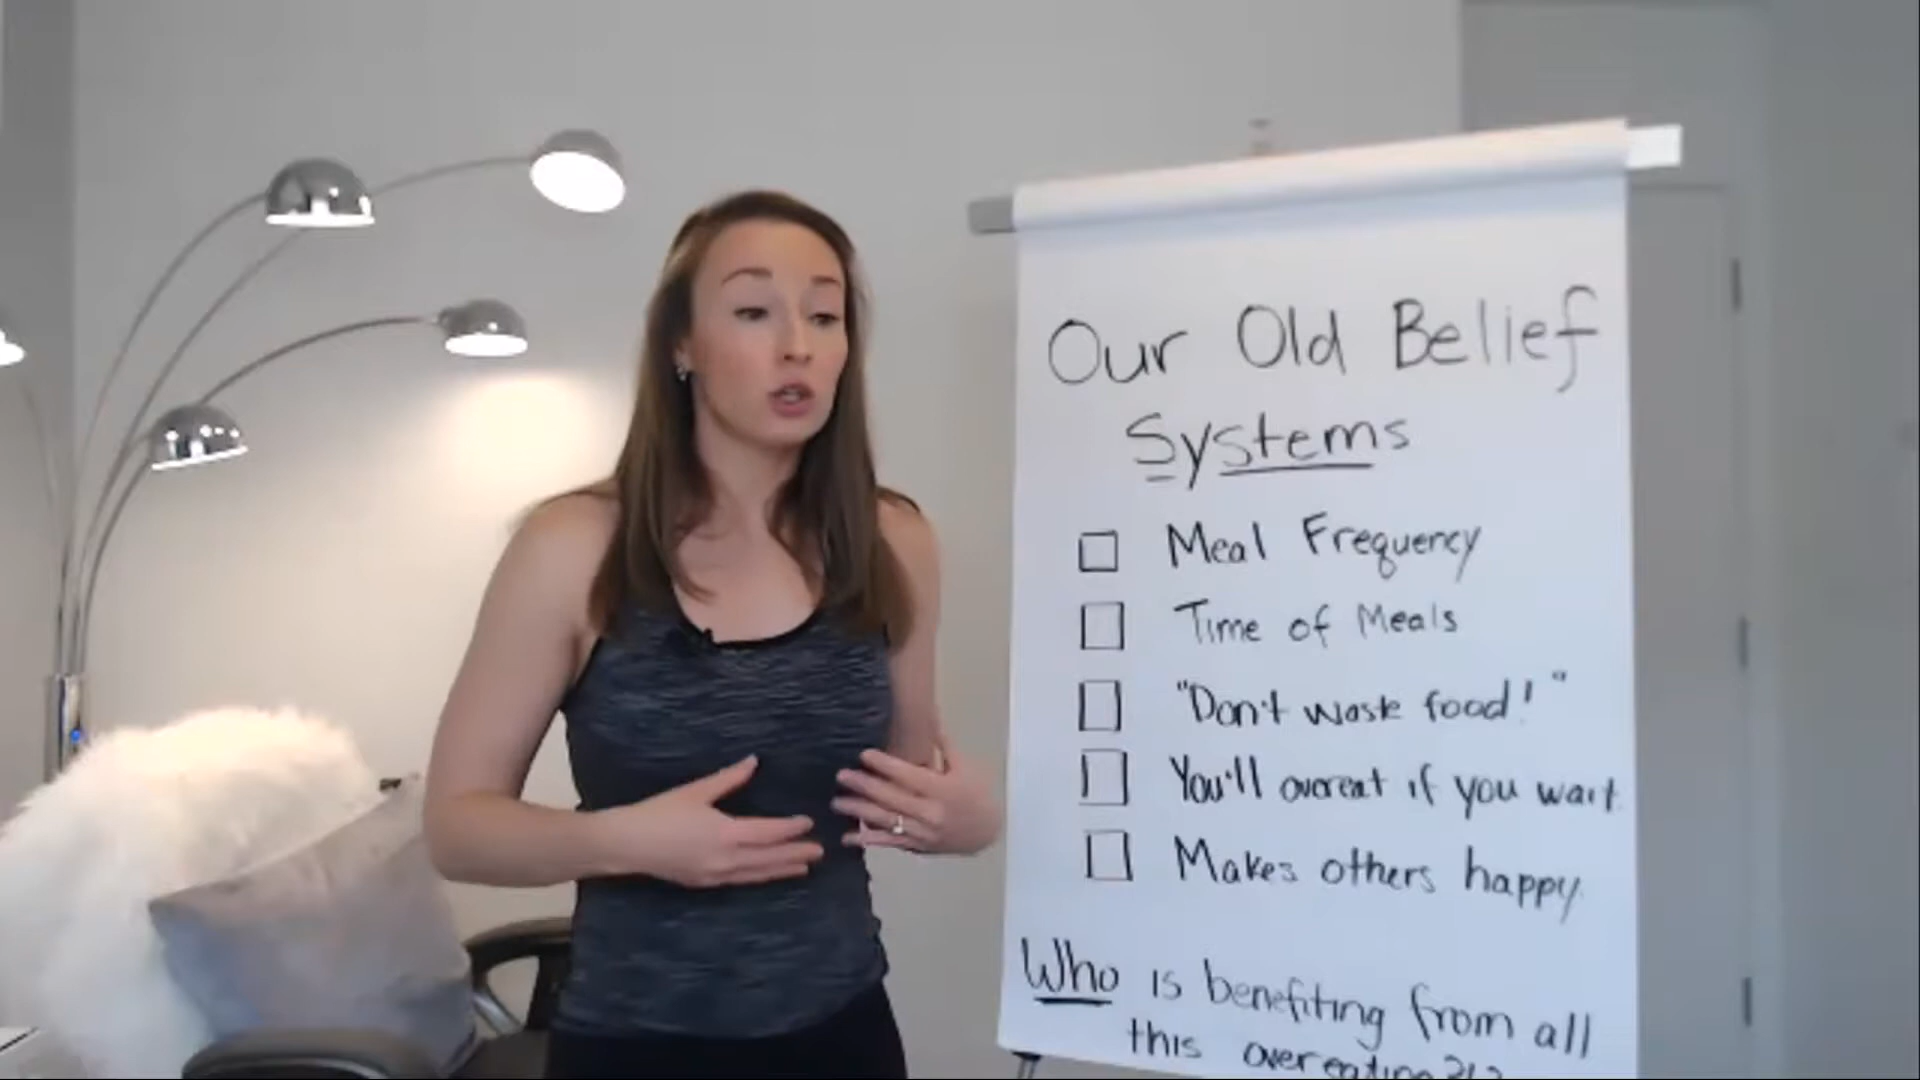 Our Old Belief
Systems
Meal Frequency
Time of Meals
"Don't waste food!"
You'll overeat if you wait
Makes others happy
Who is benefiting from all
this overeating?!?